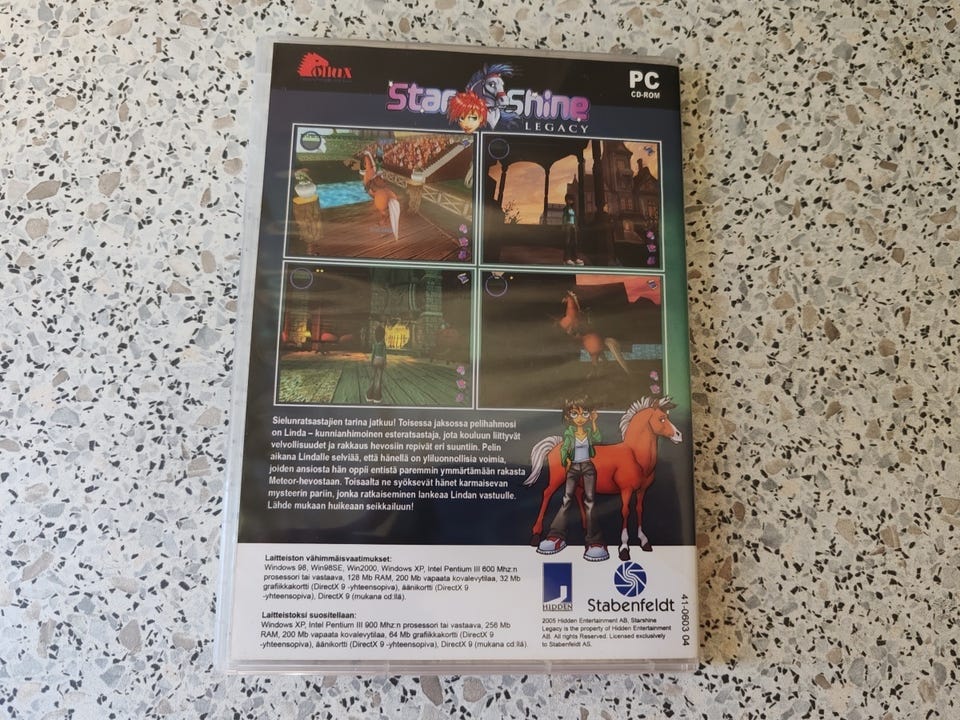 Pollux
PC
CD-ROM
Star Shine
LEGACY
Sielunratsastajien tarina jatkuu! Toisessa jaksossa pelihahmosi
on Linda – kunnianhimoinen esteratsastaja, jota kouluun liittyvät
velvollisuudet ja rakkaus hevosiin repivät eri suuntiin. Pelin
aikana Lindalle selviää, että hänellä on yliluonnollisia voimia,
joiden ansiosta hän oppii entistä paremmin ymmärtämään rakasta
Meteor-hevostaan. Toisaalta ne syöksevät hänet karmaisevan
mysteerin pariin, jonka ratkaiseminen lankeaa Lindan vastuulle.
Lähde mukaan huikeaan seikkailuun!
Laitteiston vähimmäisvaatimukset:
Windows 98, Win98SE, Win2000, Windows XP, Intel Pentium III 600 Mhz:n
prosessori tai vastaava, 128 Mb RAM, 200 Mb vapaata kovalevytilaa, 32 Mb
grafiikkakortti (DirectX 9 -yhteensopiva), äänikortti (DirectX 9
-yhteensopiva), DirectX 9 (mukana cd:llä).
Laitteistoksi suositellaan:
Windows XP, Intel Pentium III 900 Mhz:n prosessori tai vastaava, 256 Mb
RAM, 200 Mb vapaata kovalevytilaa, 64 Mb grafiikkakortti (DirectX 9
-yhteensopiva), äänikortti (DirectX 9 -yhteensopiva), DirectX 9 (mukana cd:llä).
HIDDEN
Stabenfeldt
2005 Hidden Entertainment AB. Starshine
Legacy is the property of Hidden Entertainment
AB. All rights Reserved. Licensed exclusively
to Stabenfeldt AS.
41-0603 04